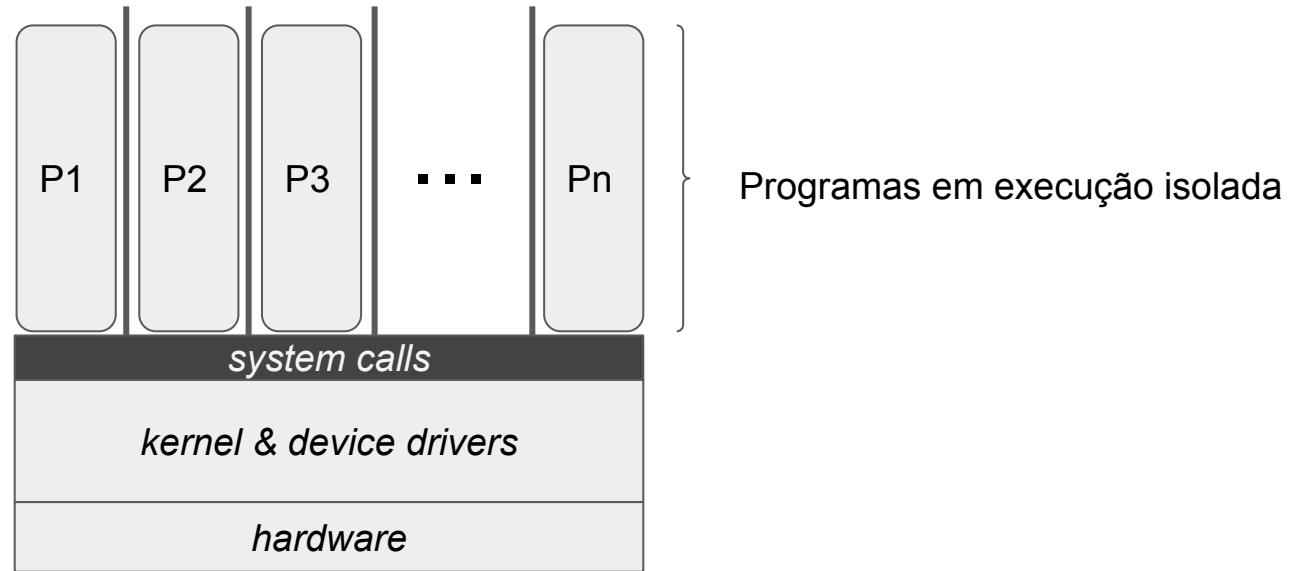 P1
P2
P3
...
Pn
Programas em execução isolada
system calls
kernel & device drivers
hardware